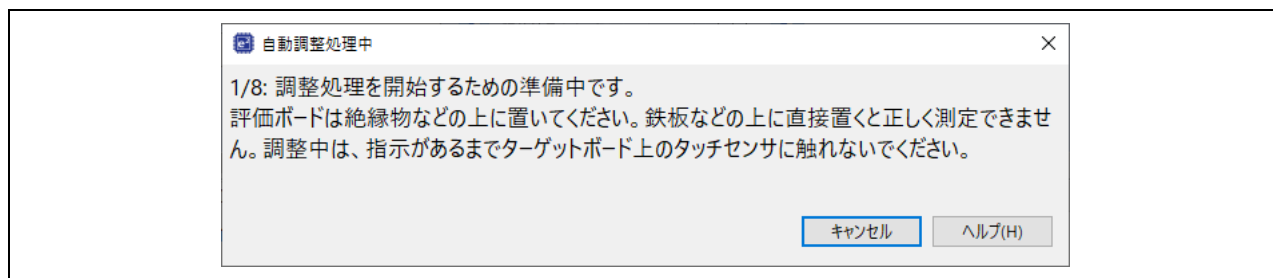 自動調整処理中
1/8: 調整処理を開始するための準備中です。
評価ボードは絶縁物などの上に置いてください。鉄板などの上に直接置くと正しく測定できませ
ん。調整中は、指示があるまでターゲットボード上のタッチセンサに触れないでください。
キャンセル ヘルプ(H)